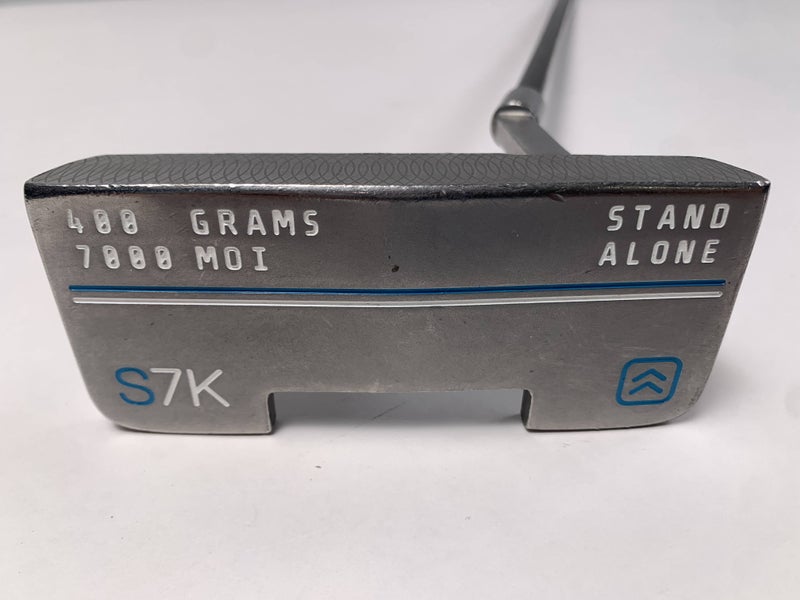 400 GRAMS
7000 MOI
STAND
ALONE
S7K